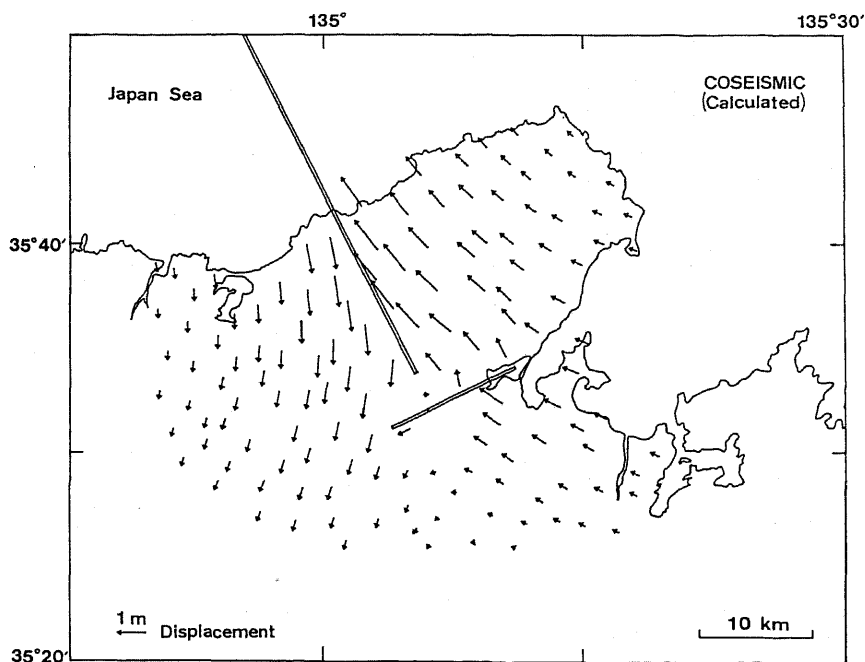 135°
135°30′
Japan Sea
COSEISMIC
(Calculated)
35°40′
1 m
Displacement
10 km
35°20′